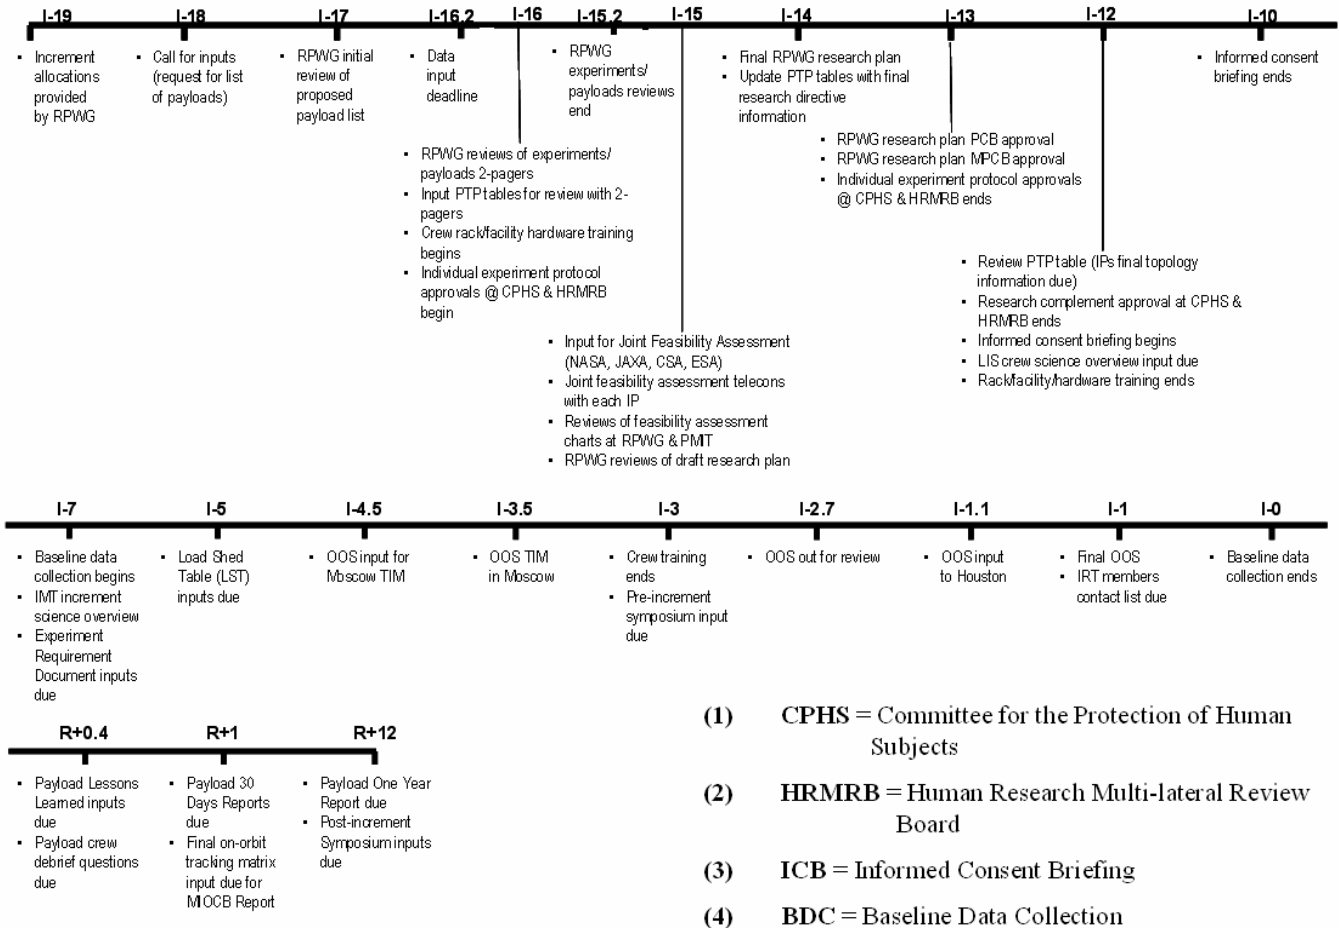 I-19 I-18 I-17 I-16.2 I-16 I-15.2 I-15 I-14 I-13 I-12 I-10
▪ Increment
allocations
provided
by RPWG
▪ Call for inputs
(request for list
of payloads)
▪ RPWG initial
review of
proposed
payload list
▪ Data
input
deadline
▪ RPWG reviews of experiments/
payloads 2-pagers
▪ Input PTP tables for review with 2-
pagers
▪ Crew rack/facility hardware training
begins
▪ Individual experiment protocol
approvals @ CPHS & HRMRB
begin
▪ RPWG
experiments/
payloads reviews
end
▪ Input for Joint Feasibility Assessment
(NASA, JAXA, CSA, ESA)
▪ Joint feasibility assessment telecons
with each IP
▪ Reviews of feasibility assessment
charts at RPWG & PMIT
▪ RPWG reviews of draft research plan
▪ Final RPWG research plan
▪ Update PTP tables with final
research directive
information
▪ RPWG research plan PCB approval
▪ RPWG research plan MPCB approval
▪ Individual experiment protocol approvals
@ CPHS & HRMRB ends
▪ Review PTP table (IPs final topology
information due)
▪ Research complement approval at CPHS &
HRMRB ends
▪ Informed consent briefing begins
▪ LIS crew science overview input due
▪ Rack/facility/hardware training ends
▪ Informed consent
briefing ends
I-7 I-5 I-4.5 I-3.5 I-3 I-2.7 I-1.1 I-1 I-0
▪ Baseline data
collection begins
▪ IMT increment
science overview
▪ Experiment
Requirement
Document inputs
due
▪ Load Shed
Table (LST)
inputs due
▪ OOS input for
Moscow TIM
▪ OOS TIM
in Moscow
▪ Crew training
ends
▪ Pre-increment
symposium input
due
▪ OOS out for review
▪ OOS input
to Houston
▪ Final OOS
▪ IRT members
contact list due
▪ Baseline data
collection ends
R+0.4 R+1 R+12
▪ Payload Lessons
Learned inputs
due
▪ Payload crew
debrief questions
due
▪ Payload 30
Days Reports
due
▪ Final on-orbit
tracking matrix
input due for
MIOCB Report
▪ Payload One Year
Report due
▪ Post-increment
Symposium inputs
due
(1) CPHS = Committee for the Protection of Human
Subjects
(2) HRMRB = Human Research Multi-lateral Review
Board
(3) ICB = Informed Consent Briefing
(4) BDC = Baseline Data Collection